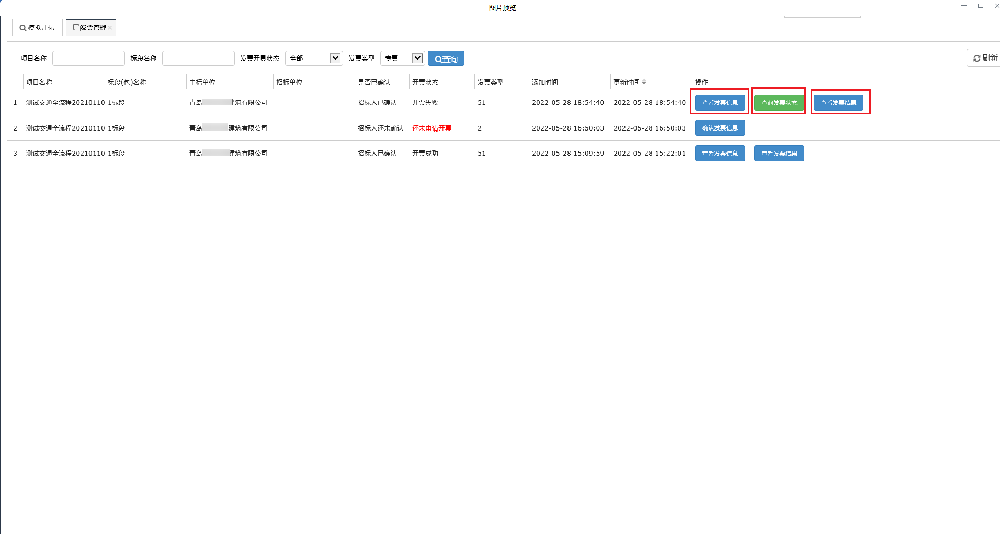 图片预览
模拟开标 发票管理
项目名称 标段名称 发票开具状态 全部 发票类型 专票 查询 刷新
项目名称 标段(包)名称 中标单位 招标单位 是否已确认 开票状态 发票类型 添加时间 更新时间 操作
1 测试交通全流程20210110 1标段 青岛 建筑有限公司 招标人已确认 开票失败 51 2022-05-28 18:54:40 2022-05-28 18:54:40 查看发票信息 查询发票状态 查看发票结果
2 测试交通全流程20210110 1标段 青岛 建筑有限公司 招标人还未确认 还未申请开票 2 2022-05-28 16:50:03 2022-05-28 16:50:03 确认发票信息
3 测试交通全流程20210110 1标段 青岛 建筑有限公司 招标人已确认 开票成功 51 2022-05-28 15:09:59 2022-05-28 15:22:01 查看发票信息 查看发票结果